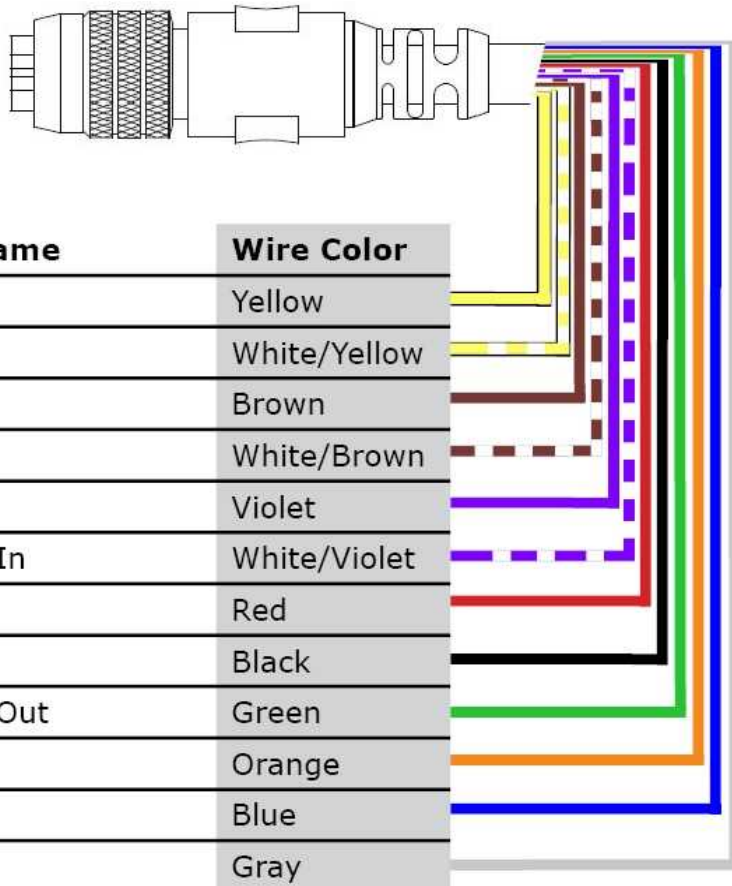 ame Wire Color
Yellow
White/Yellow
Brown
White/Brown
Violet
In White/Violet
Red
Black
Out Green
Orange
Blue
Gray